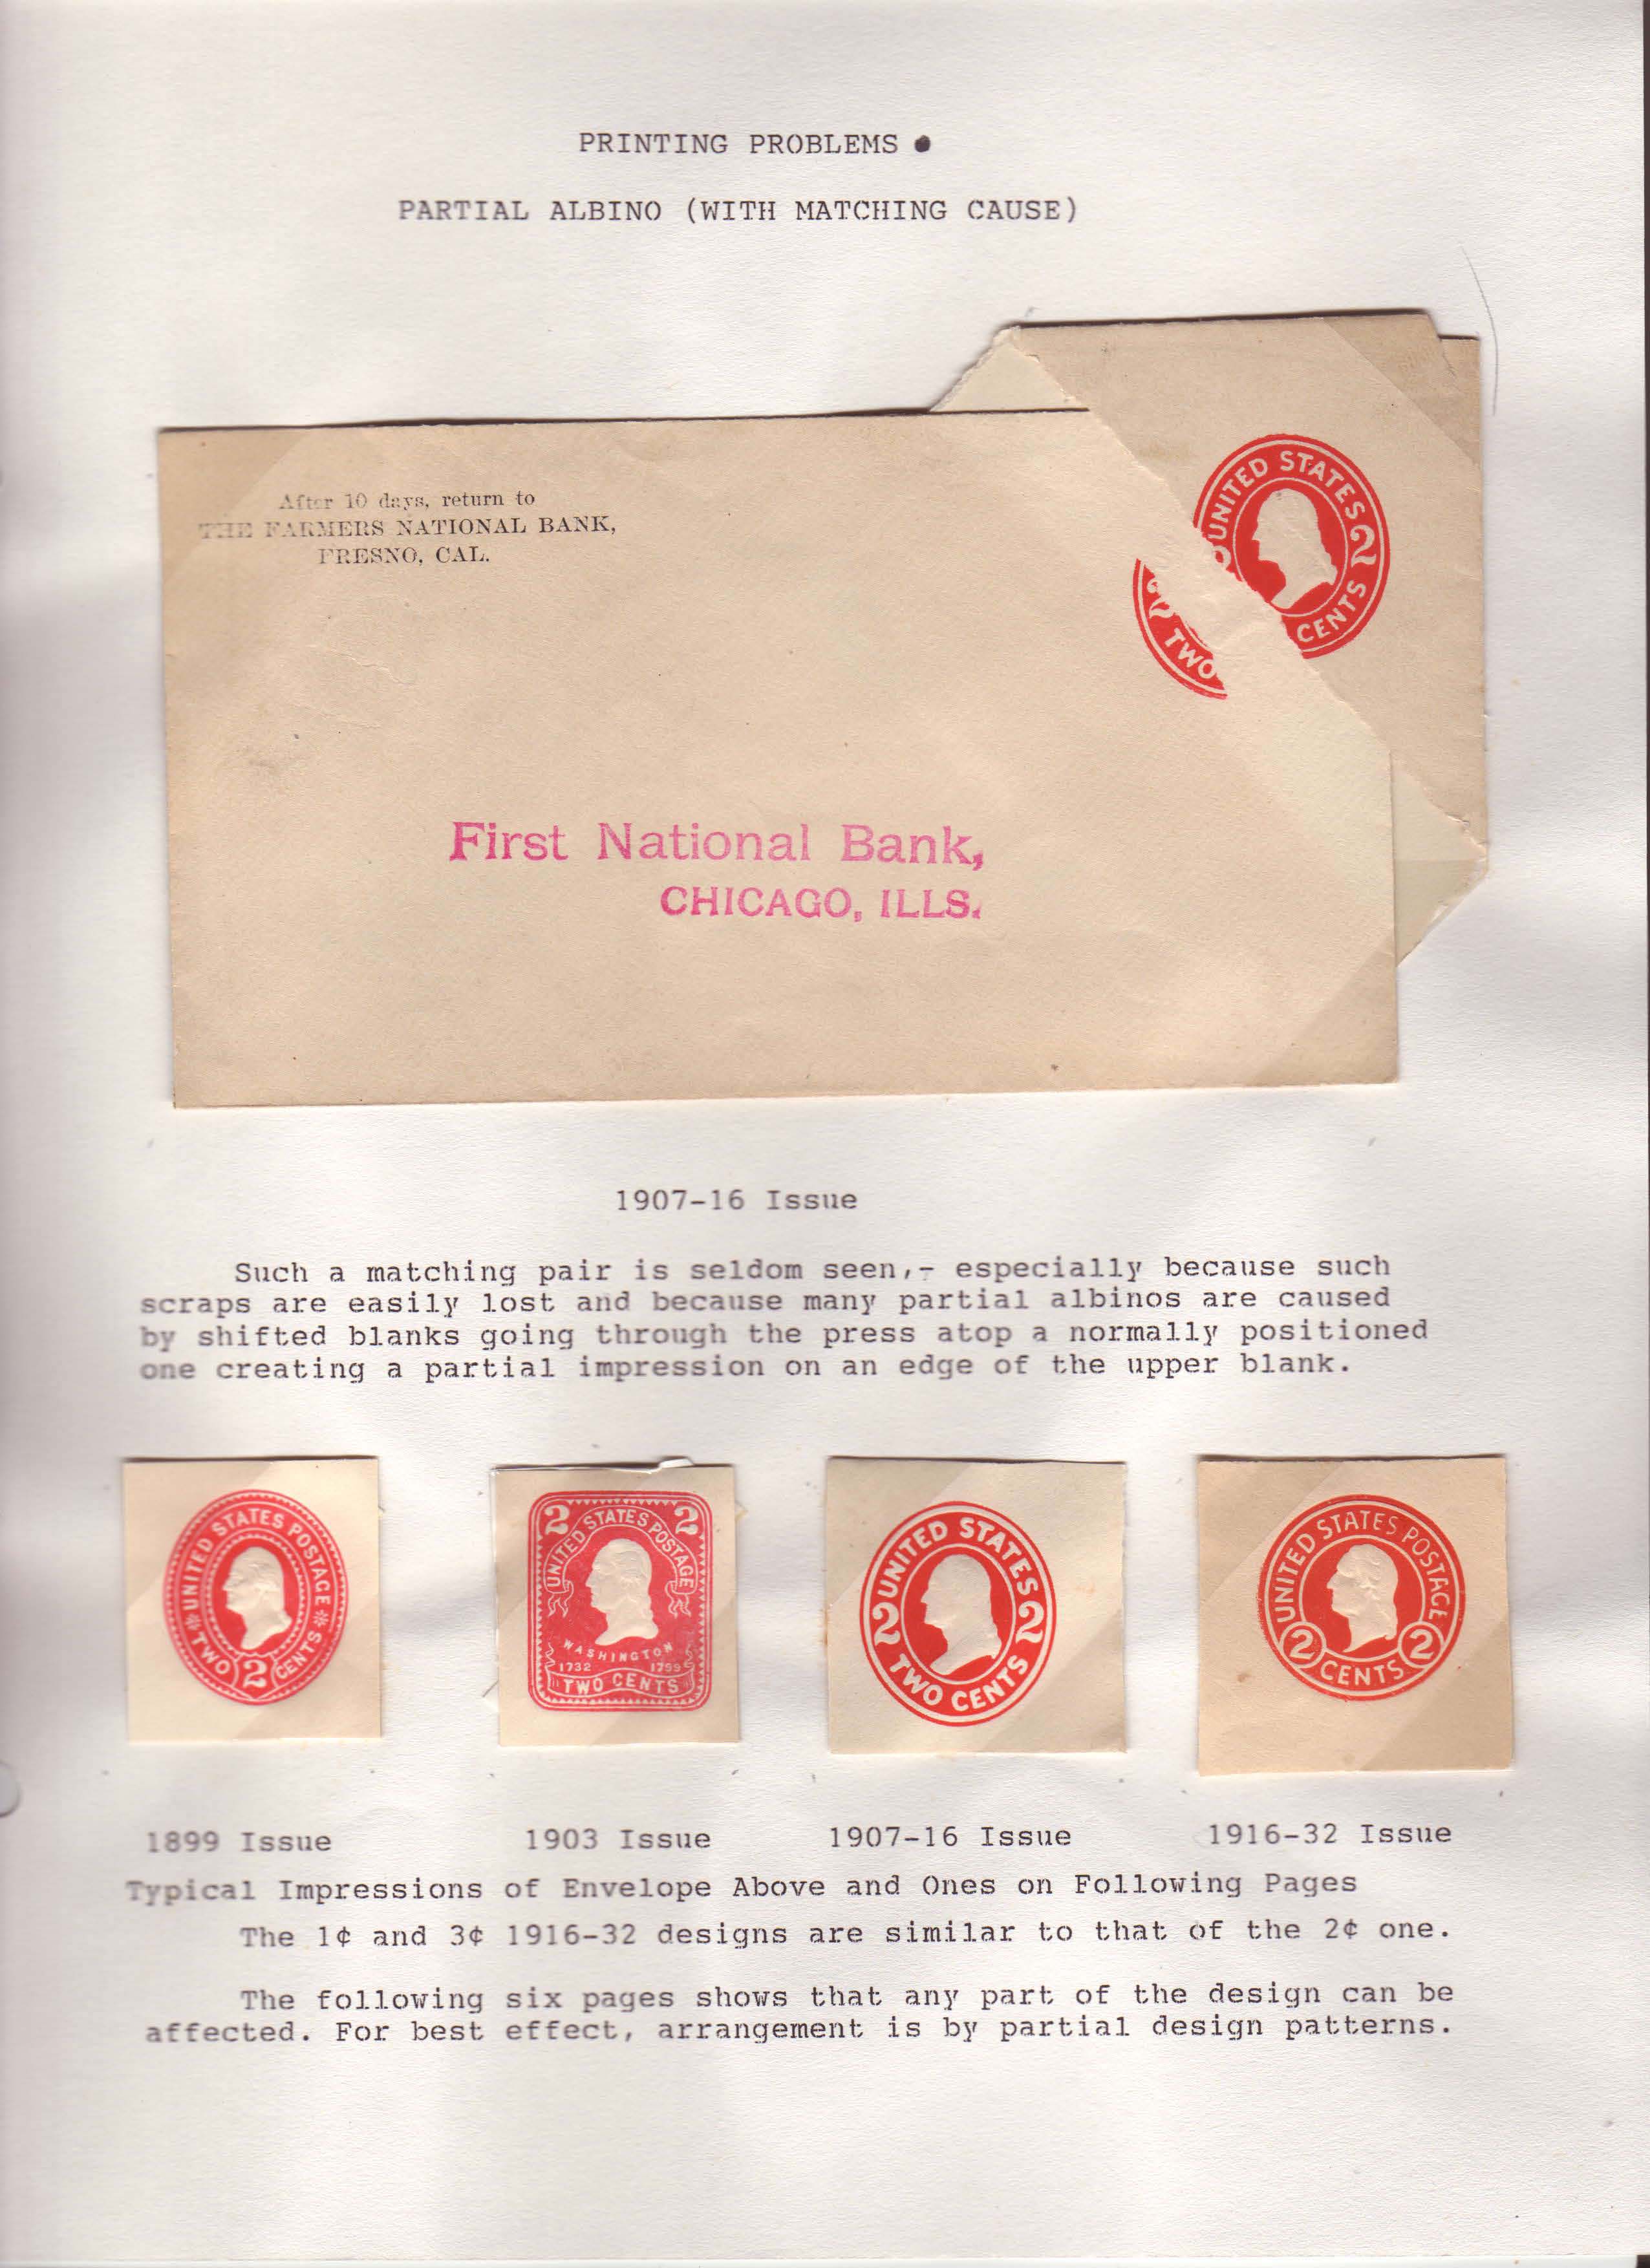 PRINTING PROBLEMS
PARTIAL ALBINO (WITH MATCHING CAUSE)
After 10 days, return to
THE FARMERS NATIONAL BANK,
FRESNO, CAL.
UNITED STATES
2
CENTS
2 TWO
First National Bank,
CHICAGO, ILLS.
1907-16 Issue
Such a matching pair is seldom seen,- especially because such
scraps are easily lost and because many partial albinos are caused
by shifted blanks going through the press atop a normally positioned
one creating a partial impression on an edge of the upper blank.
UNITED STATES POSTAGE
TWO 2 CENTS
2 2
UNITED STATES POSTAGE
WASHINGTON
1732 1799
TWO CENTS
UNITED STATES
2 2
TWO CENTS
UNITED STATES POSTAGE
2 2
CENTS
1899 Issue 1903 Issue 1907-16 Issue 1916-32 Issue
Typical Impressions of Envelope Above and Ones on Following Pages
The 1¢ and 3¢ 1916-32 designs are similar to that of the 2¢ one.
The following six pages shows that any part of the design can be
affected. For best effect, arrangement is by partial design patterns.